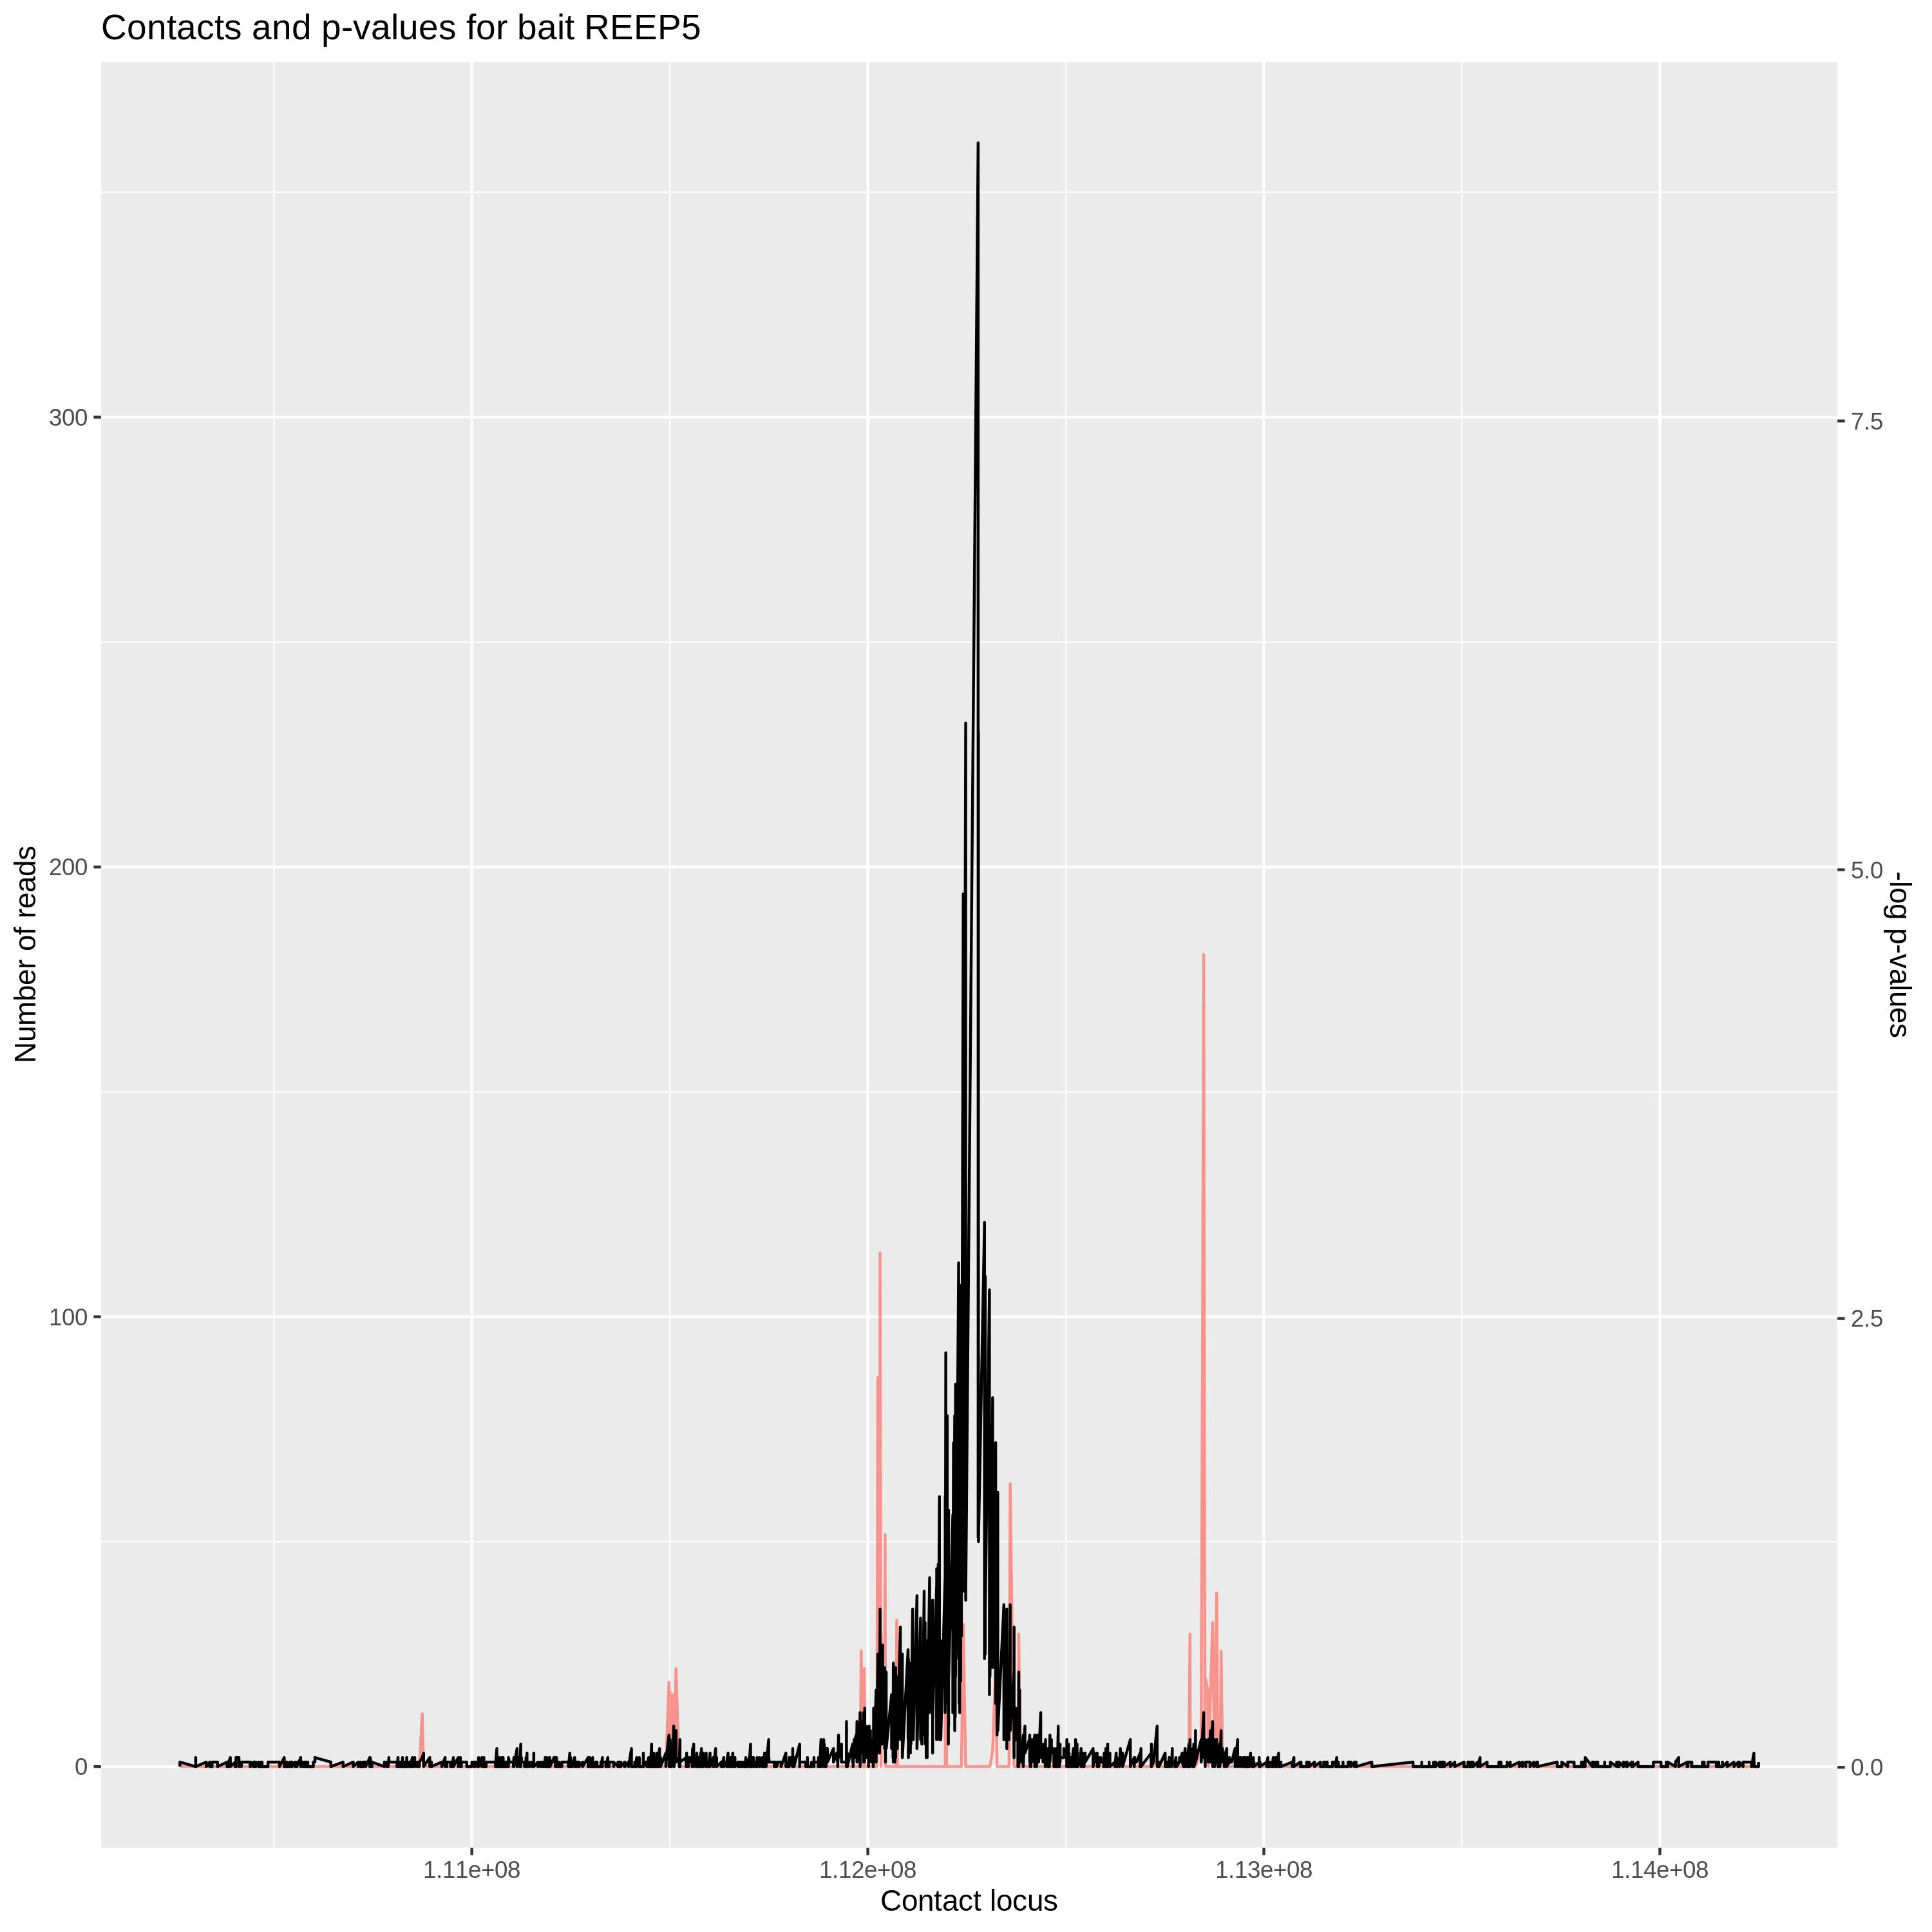 Contacts and p-values for bait REEP5
300
200
100
0
Number of reads
7.5
5.0
2.5
0.0
-log p-values
1.11e+08
1.12e+08
1.13e+08
1.14e+08
Contact locus